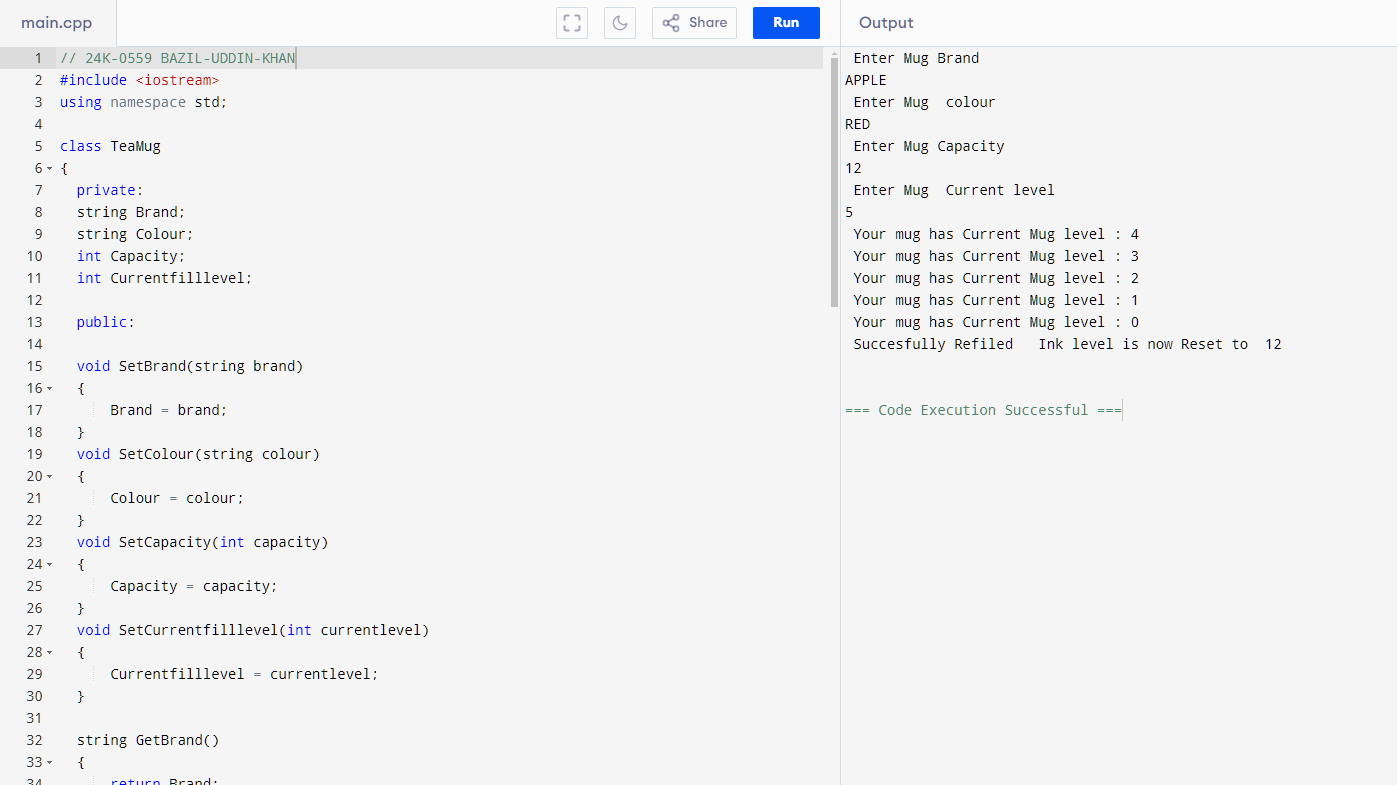 main.cpp
Share
Run
Output
1 // 24K-0559 BAZIL-UDDIN-KHAN
2 #include <iostream>
3 using namespace std;
4
5 class TeaMug
6 {
7 private:
8 string Brand;
9 string Colour;
10 int Capacity;
11 int Currentfilllevel;
12
13 public:
14
15 void SetBrand(string brand)
16 {
17 Brand = brand;
18 }
19 void SetColour(string colour)
20 {
21 Colour = colour;
22 }
23 void SetCapacity(int capacity)
24 {
25 Capacity = capacity;
26 }
27 void SetCurrentfilllevel(int currentlevel)
28 {
29 Currentfilllevel = currentlevel;
30 }
31
32 string GetBrand()
33 {
34 return Brand;
Enter Mug Brand
APPLE
Enter Mug  colour
RED
Enter Mug Capacity
12
Enter Mug  Current level
5
Your mug has Current Mug level : 4
Your mug has Current Mug level : 3
Your mug has Current Mug level : 2
Your mug has Current Mug level : 1
Your mug has Current Mug level : 0
Succesfully Refiled   Ink level is now Reset to  12
=== Code Execution Successful ===